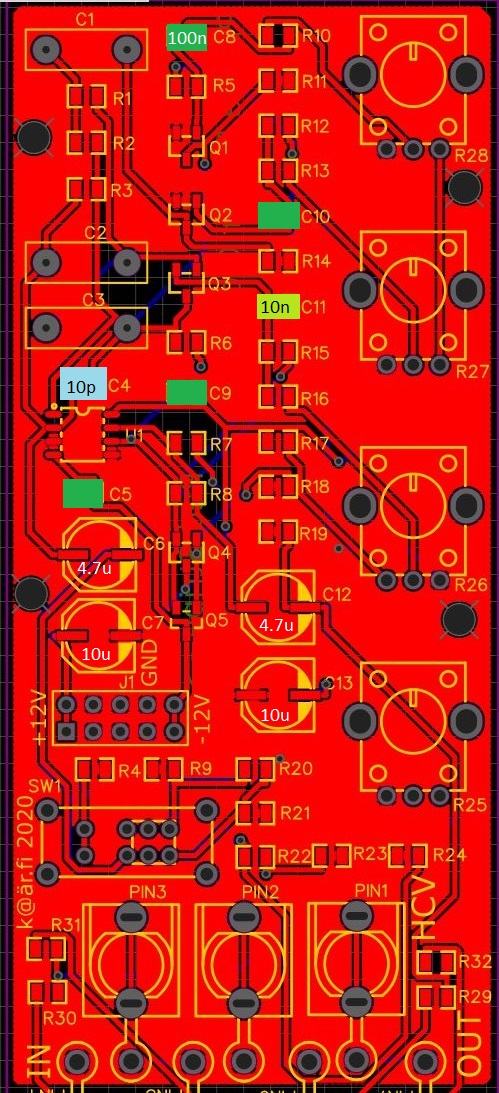 C1
100n
C8
R10
R1
R5
R11
R2
Q1
R12
R28
R3
R13
Q2
C10
C2
R14
Q3
C3
10n
C11
R6
R15
R27
10p
C4
C9
R16
U1
R7
R17
C5
R8
R18
C6
Q4
R19
R26
4.7u
C7
Q5
C12
10u
4.7u
J1
GND
C13
+12V
-12V
10u
R4
R9
R20
SW1
R21
R25
R22
R23
R24
k@är.fi 2020
PIN3
PIN2
PIN1
HCV
R31
R32
R30
R29
IN
OUT